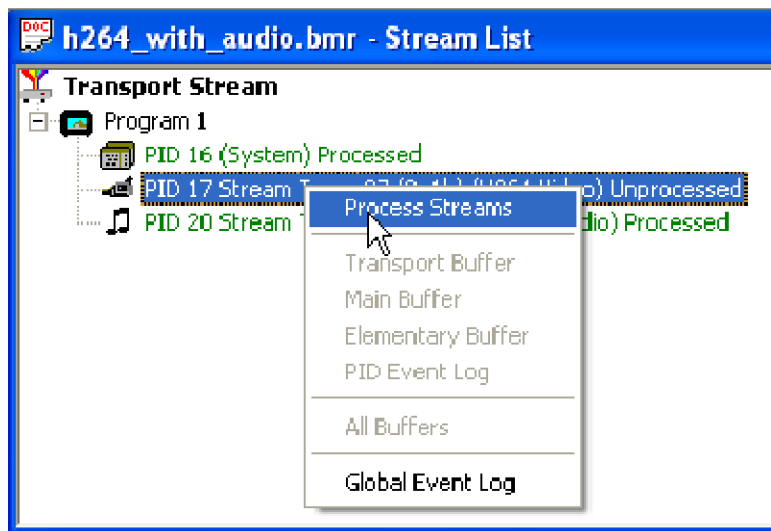 DOC
h264_with_audio.bmr - Stream List
Transport Stream
Program 1
PID 16 (System) Processed
PID 17 Stream Unprocessed
PID 20 Stream Processed
Process Streams
Transport Buffer
Main Buffer
Elementary Buffer
PID Event Log
All Buffers
Global Event Log